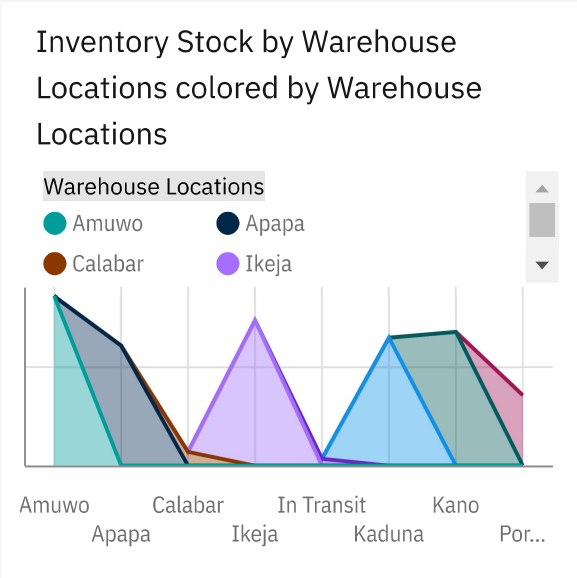 Inventory Stock by Warehouse
Locations colored by Warehouse
Locations
Warehouse Locations
Amuwo Apapa
Calabar Ikeja
Amuwo Calabar In Transit Kano
Apapa Ikeja Kaduna Por...